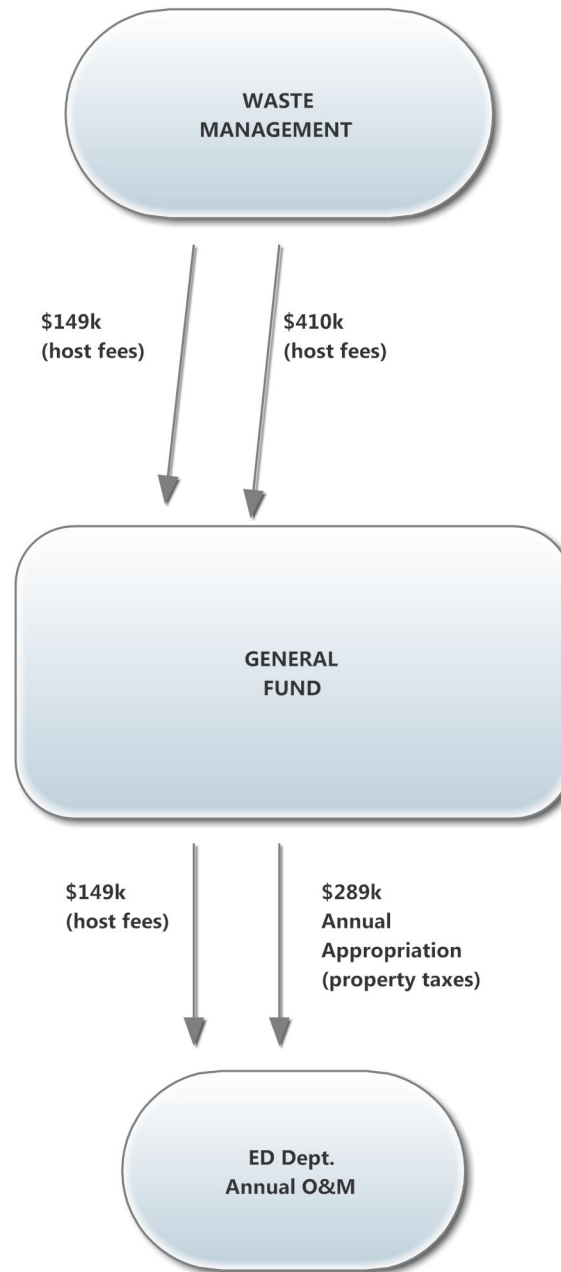 WASTE
MANAGEMENT
$149k
(host fees)
$410k
(host fees)
GENERAL
FUND
$149k
(host fees)
$289k
Annual
Appropriation
(property taxes)
ED Dept.
Annual O&M